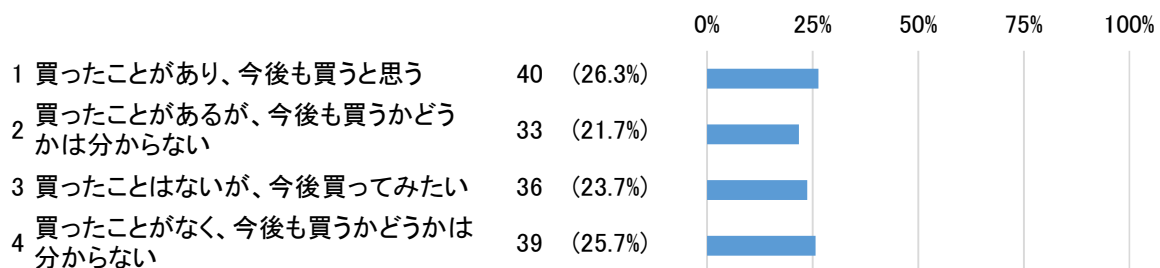 0% 25% 50% 75% 100%
1 買ったことがあり、今後も買うと思う 40 (26.3%)
2 買ったことがあるが、今後も買うかどう
かは分からない 33 (21.7%)
3 買ったことはないが、今後買ってみたい 36 (23.7%)
4 買ったことがなく、今後も買うかどうかは
分からない 39 (25.7%)